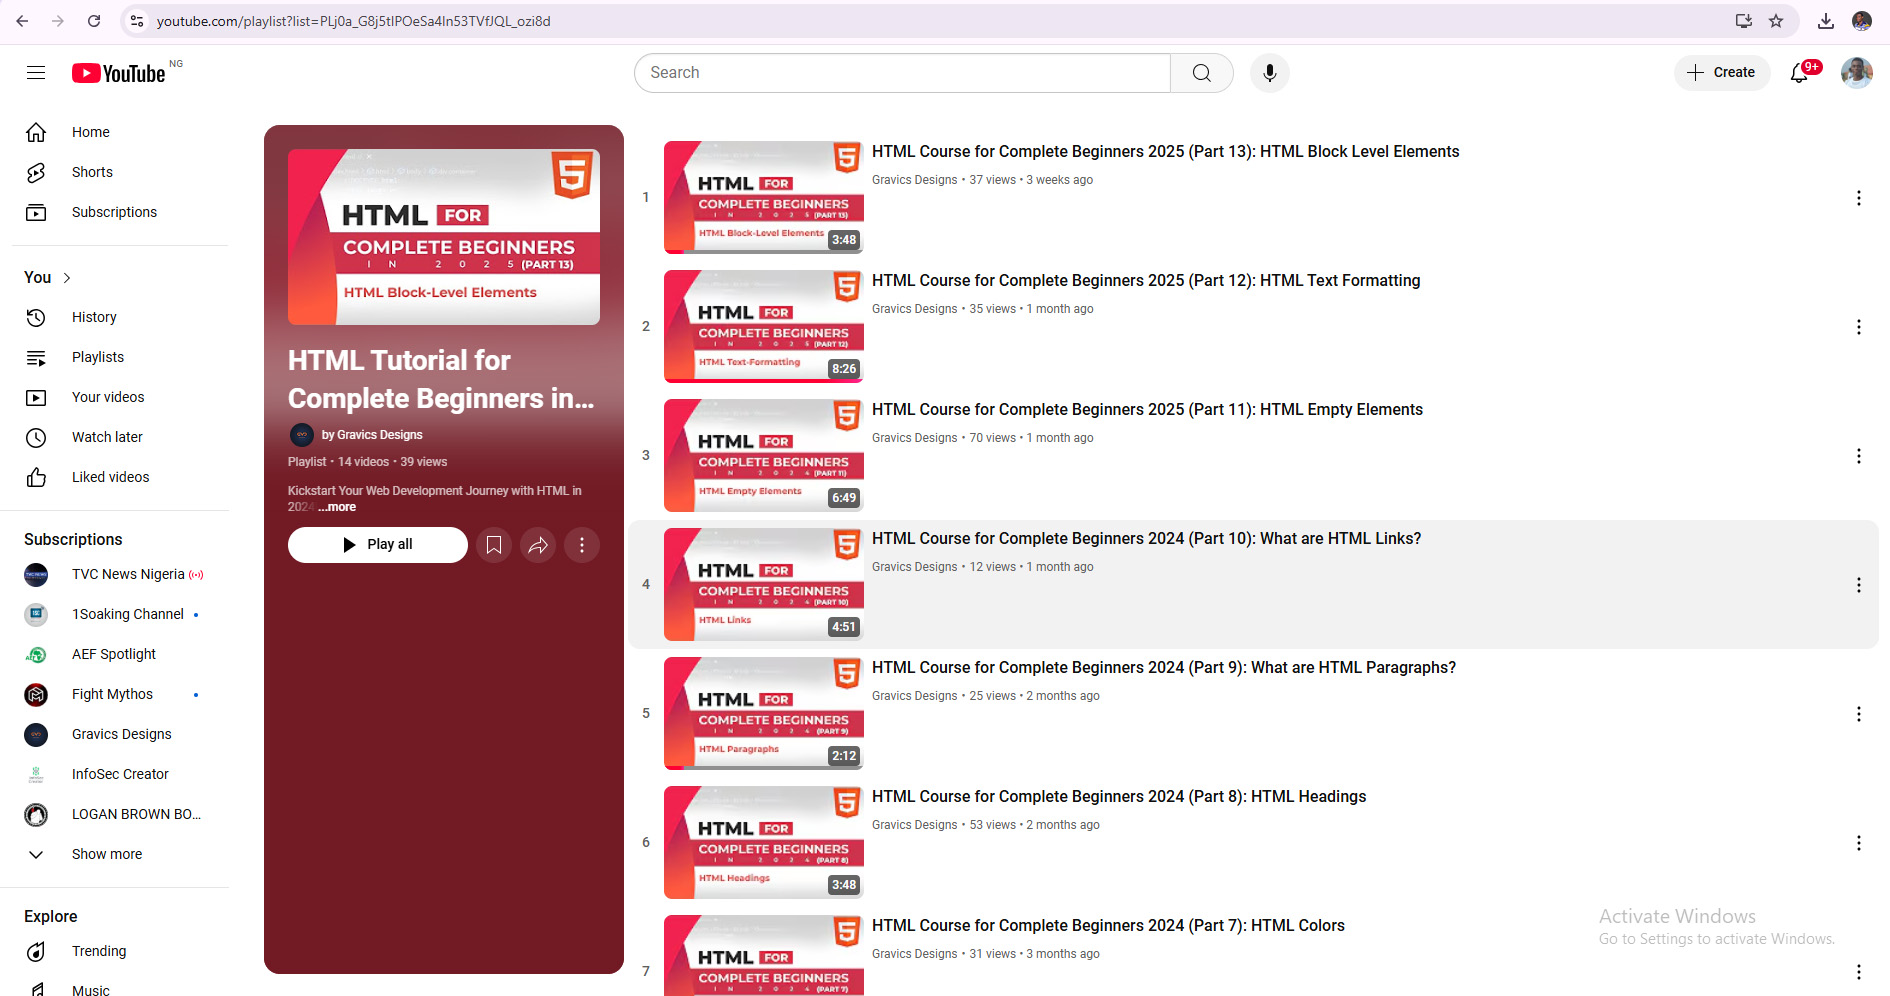 youtube.com/playlist?list=PLj0a_G8j5tIPOeSa4ln53TVfJQL_ozi8d
YouTube NG
Search
Create
9+
Home
Shorts
Subscriptions
You
History
Playlists
Your videos
Watch later
Liked videos
Subscriptions
TVC News Nigeria
1Soaking Channel
AEF Spotlight
Fight Mythos
Gravics Designs
InfoSec Creator
LOGAN BROWN BO...
Show more
Explore
Trending
Music
HTML FOR
COMPLETE BEGINNERS
IN 2025 (PART 13)
HTML Block-Level Elements
HTML Tutorial for
Complete Beginners in...
by Gravics Designs
Playlist • 14 videos • 39 views
Kickstart Your Web Development Journey with HTML in
2024 ...more
Play all
1
HTML FOR
COMPLETE BEGINNERS
IN 2025 (PART 13)
HTML Block-Level Elements
3:48
HTML Course for Complete Beginners 2025 (Part 13): HTML Block Level Elements
Gravics Designs • 37 views • 3 weeks ago
2
HTML FOR
COMPLETE BEGINNERS
IN 2025 (PART 12)
HTML Text-Formatting
8:26
HTML Course for Complete Beginners 2025 (Part 12): HTML Text Formatting
Gravics Designs • 35 views • 1 month ago
3
HTML FOR
COMPLETE BEGINNERS
IN 2024 (PART 11)
HTML Empty Elements
6:49
HTML Course for Complete Beginners 2025 (Part 11): HTML Empty Elements
Gravics Designs • 70 views • 1 month ago
4
HTML FOR
COMPLETE BEGINNERS
IN 2024 (PART 10)
HTML Links
4:51
HTML Course for Complete Beginners 2024 (Part 10): What are HTML Links?
Gravics Designs • 12 views • 1 month ago
5
HTML FOR
COMPLETE BEGINNERS
IN 2024 (PART 9)
HTML Paragraphs
2:12
HTML Course for Complete Beginners 2024 (Part 9): What are HTML Paragraphs?
Gravics Designs • 25 views • 2 months ago
6
HTML FOR
COMPLETE BEGINNERS
IN 2024 (PART 8)
HTML Headings
3:48
HTML Course for Complete Beginners 2024 (Part 8): HTML Headings
Gravics Designs • 53 views • 2 months ago
7
HTML FOR
COMPLETE BEGINNERS
IN 2024 (PART 7)
HTML Course for Complete Beginners 2024 (Part 7): HTML Colors
Gravics Designs • 31 views • 3 months ago
Activate Windows
Go to Settings to activate Windows.